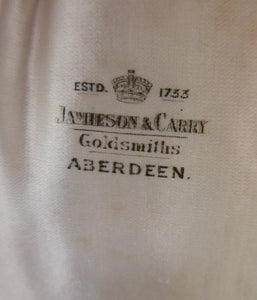 ESTD. 1733
JAMIESON & CARRY
Goldsmiths
ABERDEEN.